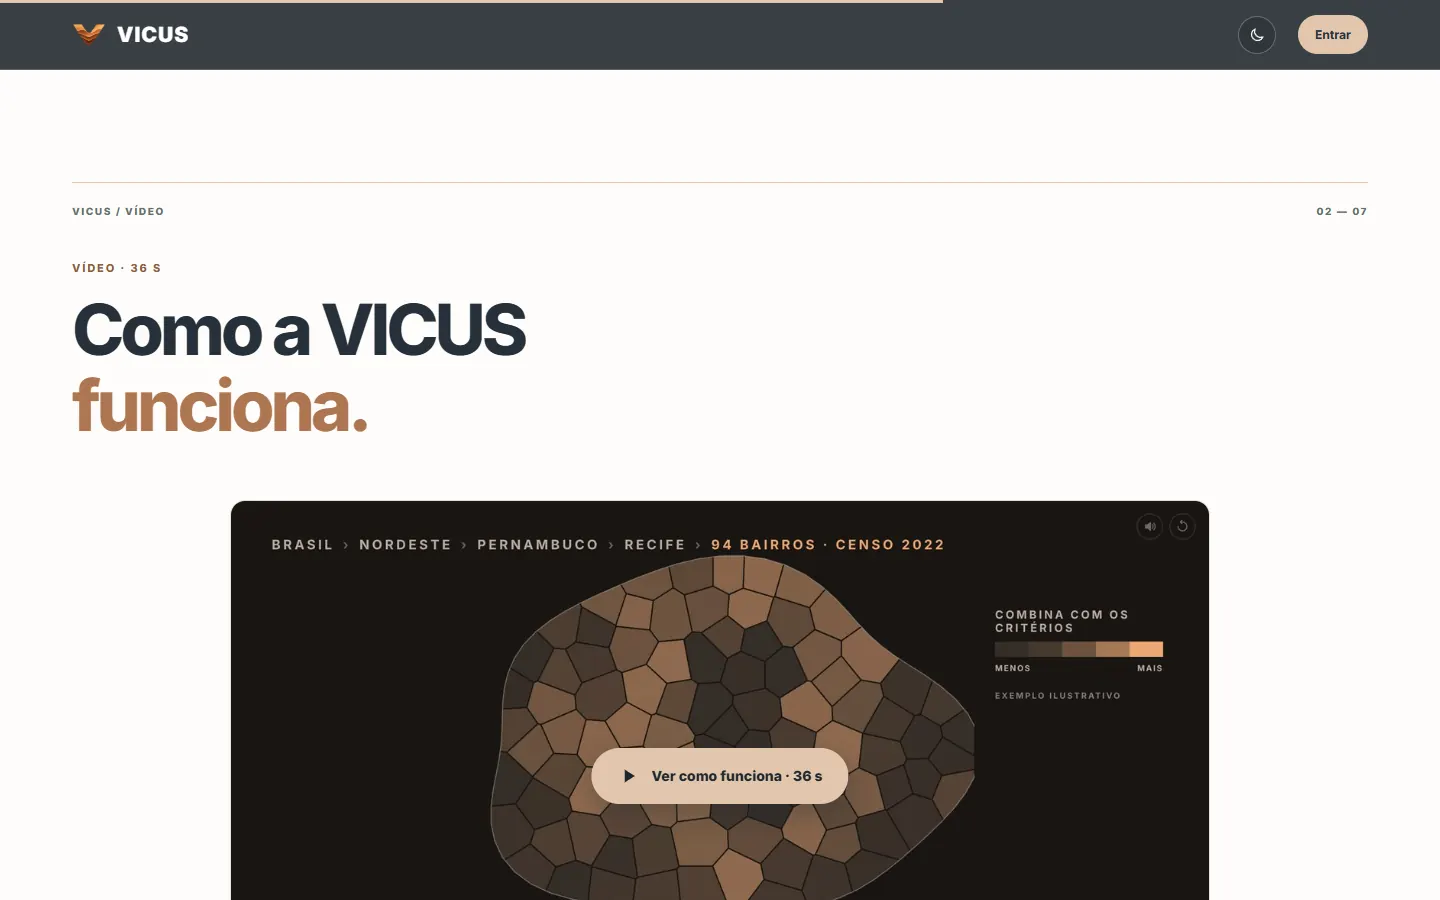 VICUS
Entrar
VICUS / VÍDEO
02 — 07
VÍDEO · 36 S
Como a VICUS
funciona.
BRASIL › NORDESTE › PERNAMBUCO › RECIFE › 94 BAIRROS · CENSO 2022
COMBINA COM OS
CRITÉRIOS
MENOS
MAIS
EXEMPLO ILUSTRATIVO
Ver como funciona · 36 s